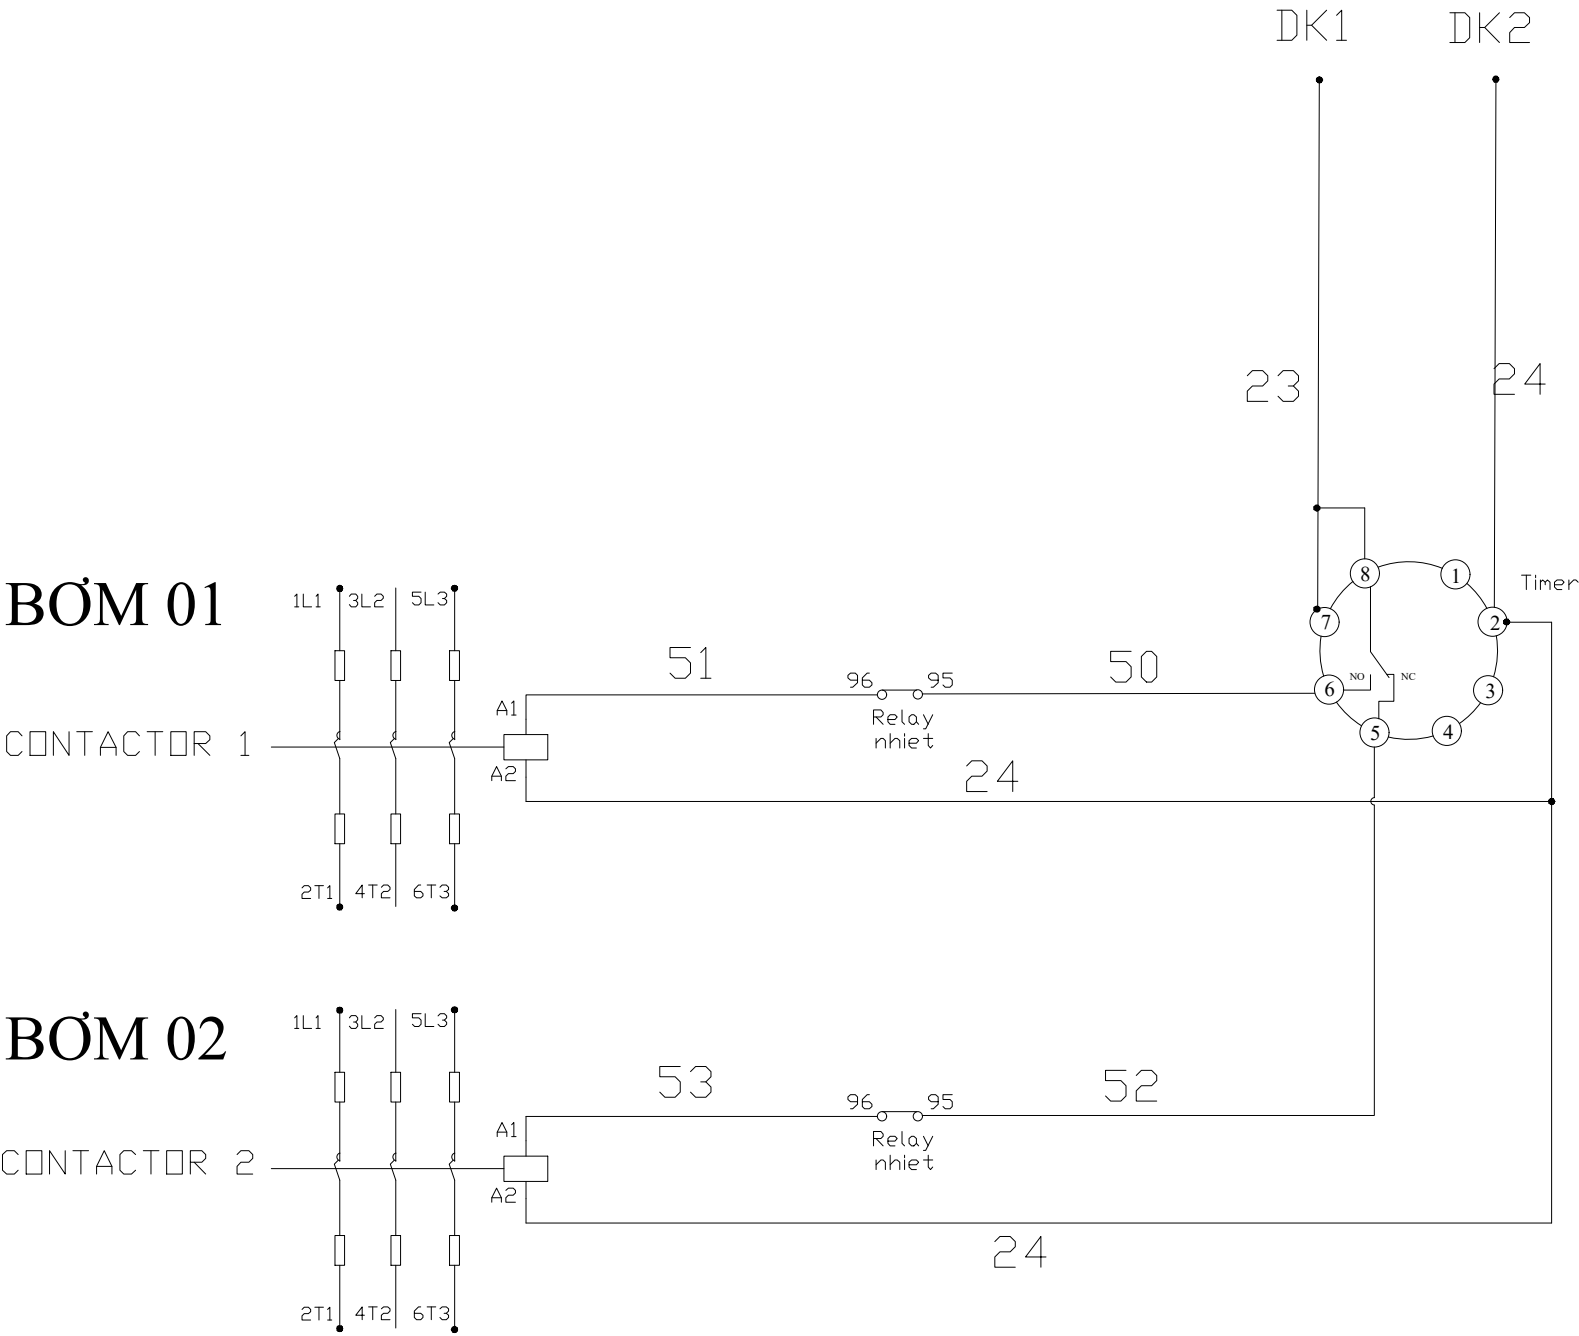 DK1 DK2
23 24
8 1 Timer
7 2
6 NO NC 3
5 4
BƠM 01
1L1 3L2 5L3
51 50
96 95
A1 Relay
nhiet
CONTACTOR 1
A2 24
2T1 4T2 6T3
BƠM 02
1L1 3L2 5L3
53 52
96 95
A1 Relay
nhiet
CONTACTOR 2
A2
24
2T1 4T2 6T3